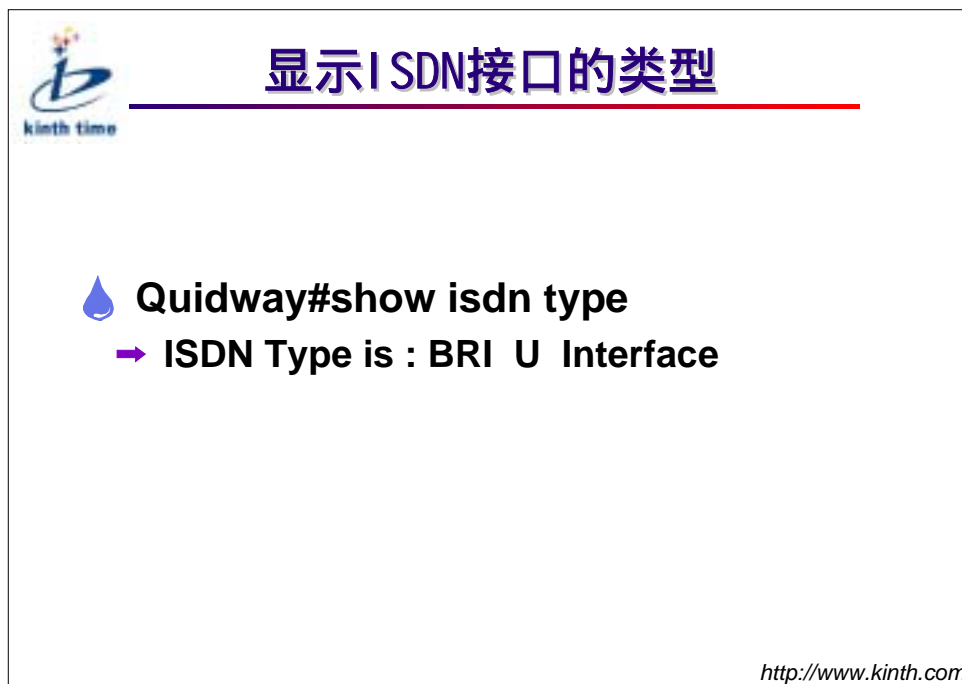 kinth time
显示ISDN接口的类型
Quidway#show isdn type
ISDN Type is : BRI U Interface
http://www.kinth.com